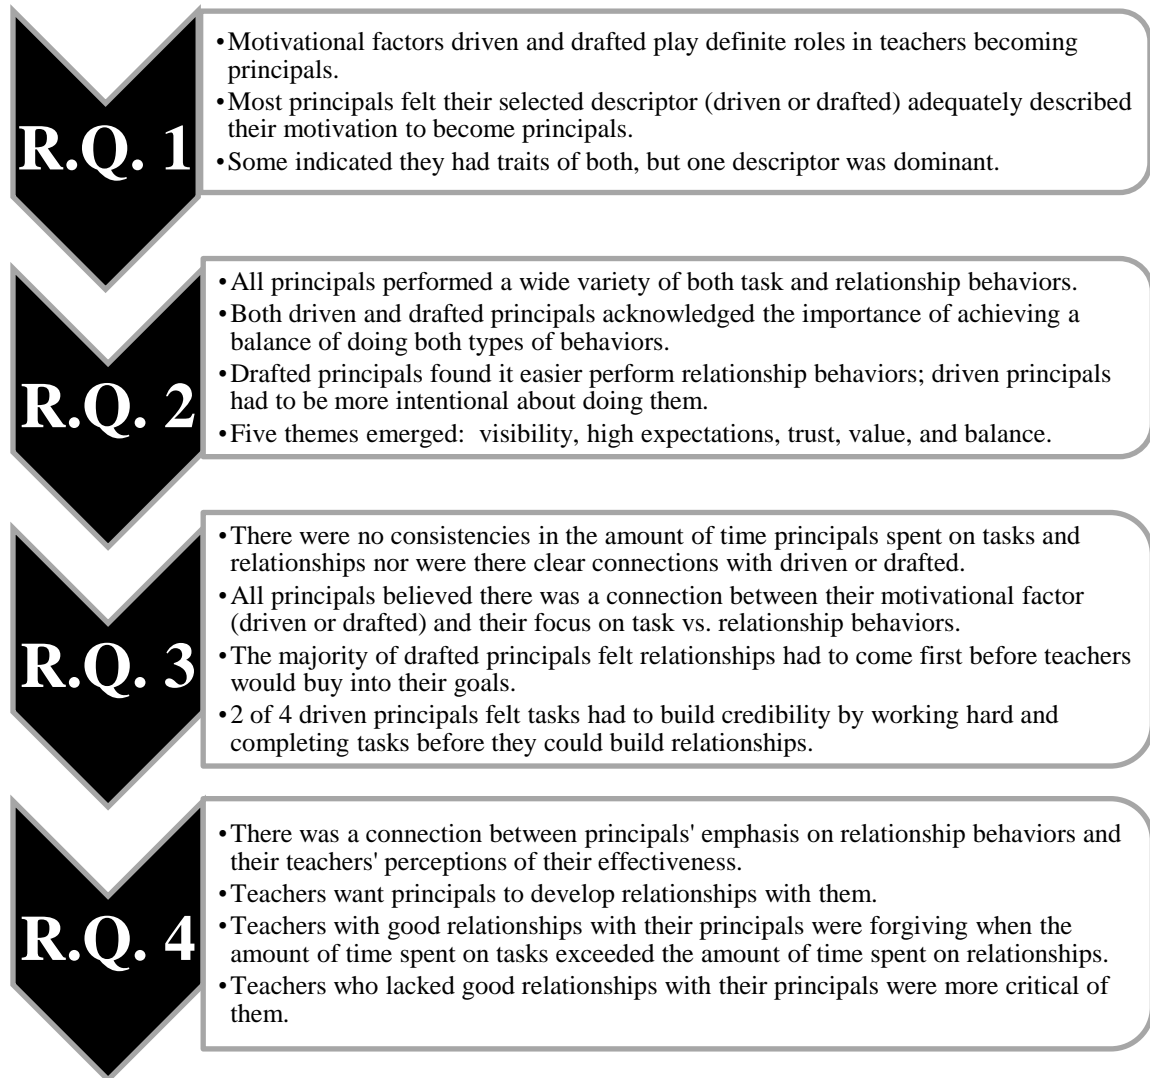 R.Q. 1
•Motivational factors driven and drafted play definite roles in teachers becoming
principals.
•Most principals felt their selected descriptor (driven or drafted) adequately described
their motivation to become principals.
•Some indicated they had traits of both, but one descriptor was dominant.
R.Q. 2
•All principals performed a wide variety of both task and relationship behaviors.
•Both driven and drafted principals acknowledged the importance of achieving a
balance of doing both types of behaviors.
•Drafted principals found it easier perform relationship behaviors; driven principals
had to be more intentional about doing them.
•Five themes emerged:  visibility, high expectations, trust, value, and balance.
R.Q. 3
•There were no consistencies in the amount of time principals spent on tasks and
relationships nor were there clear connections with driven or drafted.
•All principals believed there was a connection between their motivational factor
(driven or drafted) and their focus on task vs. relationship behaviors.
•The majority of drafted principals felt relationships had to come first before teachers
would buy into their goals.
•2 of 4 driven principals felt tasks had to build credibility by working hard and
completing tasks before they could build relationships.
R.Q. 4
•There was a connection between principals' emphasis on relationship behaviors and
their teachers' perceptions of their effectiveness.
•Teachers want principals to develop relationships with them.
•Teachers with good relationships with their principals were forgiving when the
amount of time spent on tasks exceeded the amount of time spent on relationships.
•Teachers who lacked good relationships with their principals were more critical of
them.